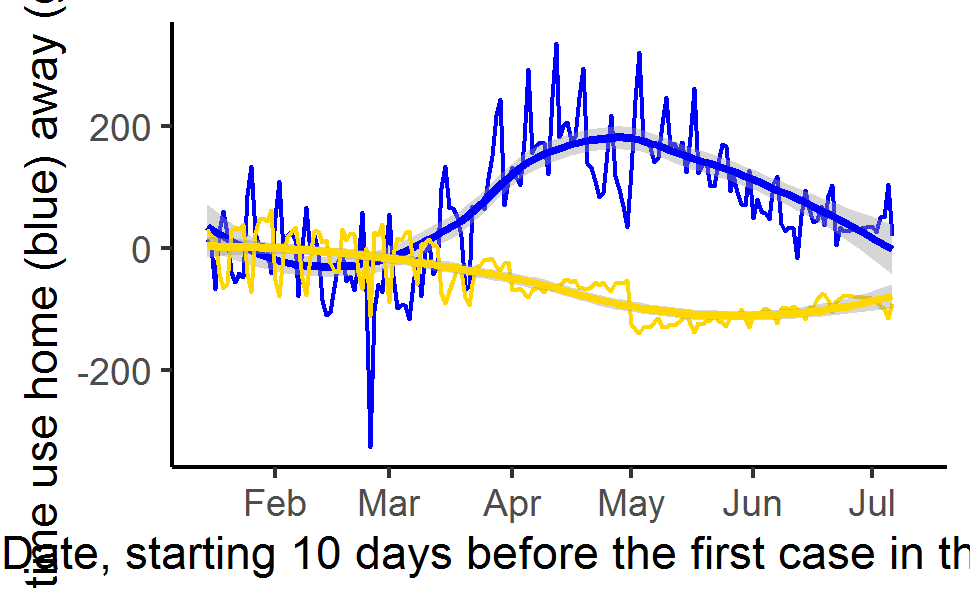 time use home (blue) away (
200
0
-200
Feb Mar Apr May Jun Jul
Date, starting 10 days before the first case in th